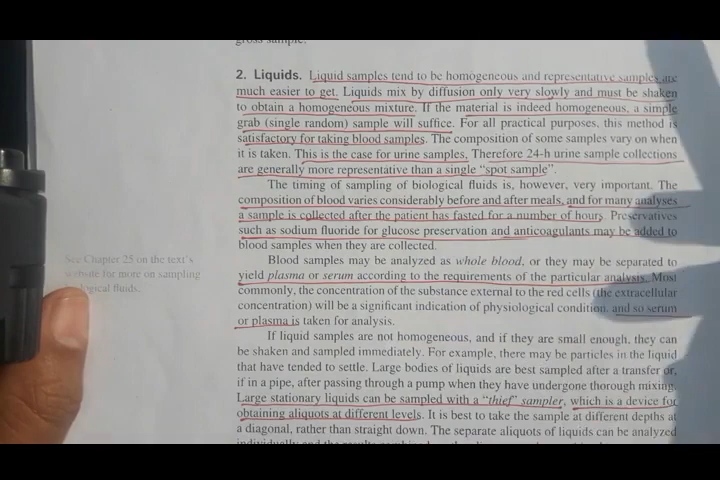 gross sample.
2. Liquids. Liquid samples tend to be homogeneous and representative samples are
much easier to get. Liquids mix by diffusion only very slowly and must be shaken
to obtain a homogeneous mixture. If the material is indeed homogeneous, a simple
grab (single random) sample will suffice. For all practical purposes, this method is
satisfactory for taking blood samples. The composition of some samples vary on when
it is taken. This is the case for urine samples, Therefore 24-h urine sample collections
are generally more representative than a single "spot sample".
The timing of sampling of biological fluids is, however, very important. The
composition of blood varies considerably before and after meals, and for many analyses
a sample is collected after the patient has fasted for a number of hours. Preservatives
such as sodium fluoride for glucose preservation and anticoagulants may be added to
blood samples when they are collected.
Blood samples may be analyzed as whole blood, or they may be separated to
yield plasma or serum according to the requirements of the particular analysis. Most
commonly, the concentration of the substance external to the red cells (the extracellular
concentration) will be a significant indication of physiological condition, and so serum
or plasma is taken for analysis.
If liquid samples are not homogeneous, and if they are small enough, they can
be shaken and sampled immediately. For example, there may be particles in the liquid
that have tended to settle. Large bodies of liquids are best sampled after a transfer or,
if in a pipe, after passing through a pump when they have undergone thorough mixing.
Large stationary liquids can be sampled with a "thief" sampler, which is a device for
obtaining aliquots at different levels. It is best to take the sample at different depths at
a diagonal, rather than straight down. The separate aliquots of liquids can be analyzed
individually and the results
See Chapter 25 on the text's
website for more on sampling
fluids.